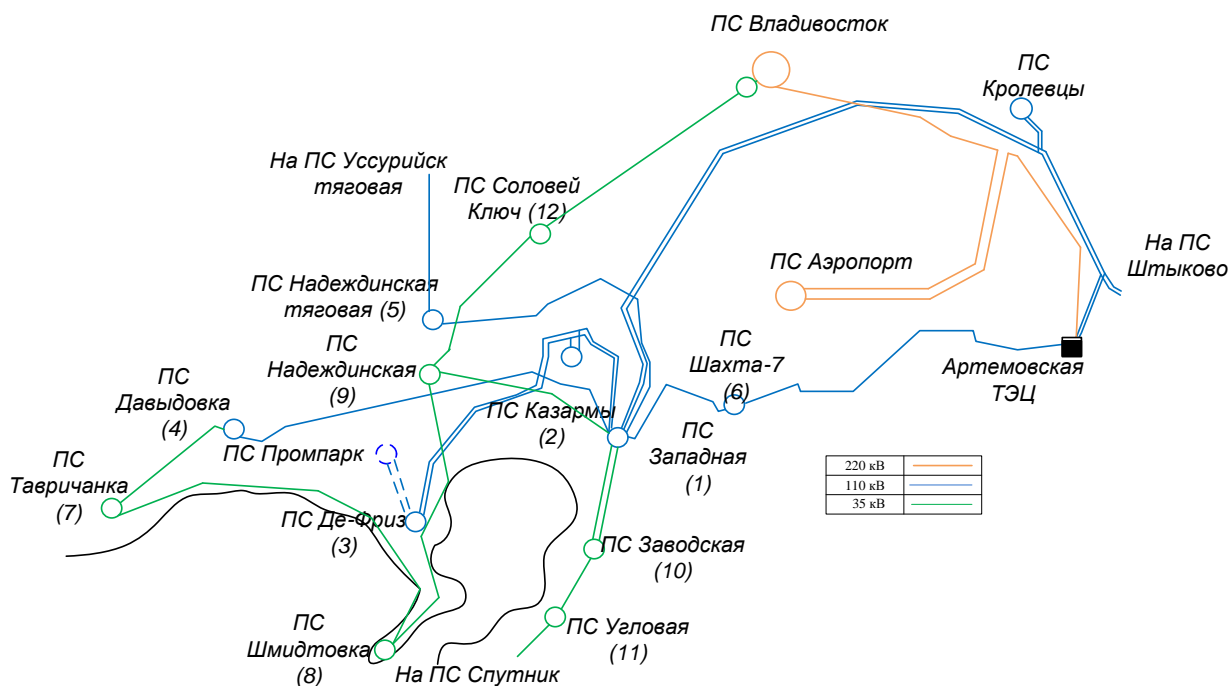 ПС Владивосток
ПС
Кролевцы
На ПС Уссурийск
тяговая
ПС Соловей
Ключ (12)
На ПС
Штыково
ПС Аэропорт
ПС Надеждинская
тяговая (5)
ПС
Надеждинская
(9)
ПС
Шахта-7
(6)
Артемовская
ТЭЦ
ПС
Давыдовка
(4)
ПС Казармы
(2)
ПС
Западная
(1)
ПС Промпарк
ПС
Тавричанка
(7)
220 кВ
110 кВ
35 кВ
ПС Де-Фриз
(3)
ПС Заводская
(10)
ПС
Шмидтовка
(8)
ПС Угловая
(11)
На ПС Спутник